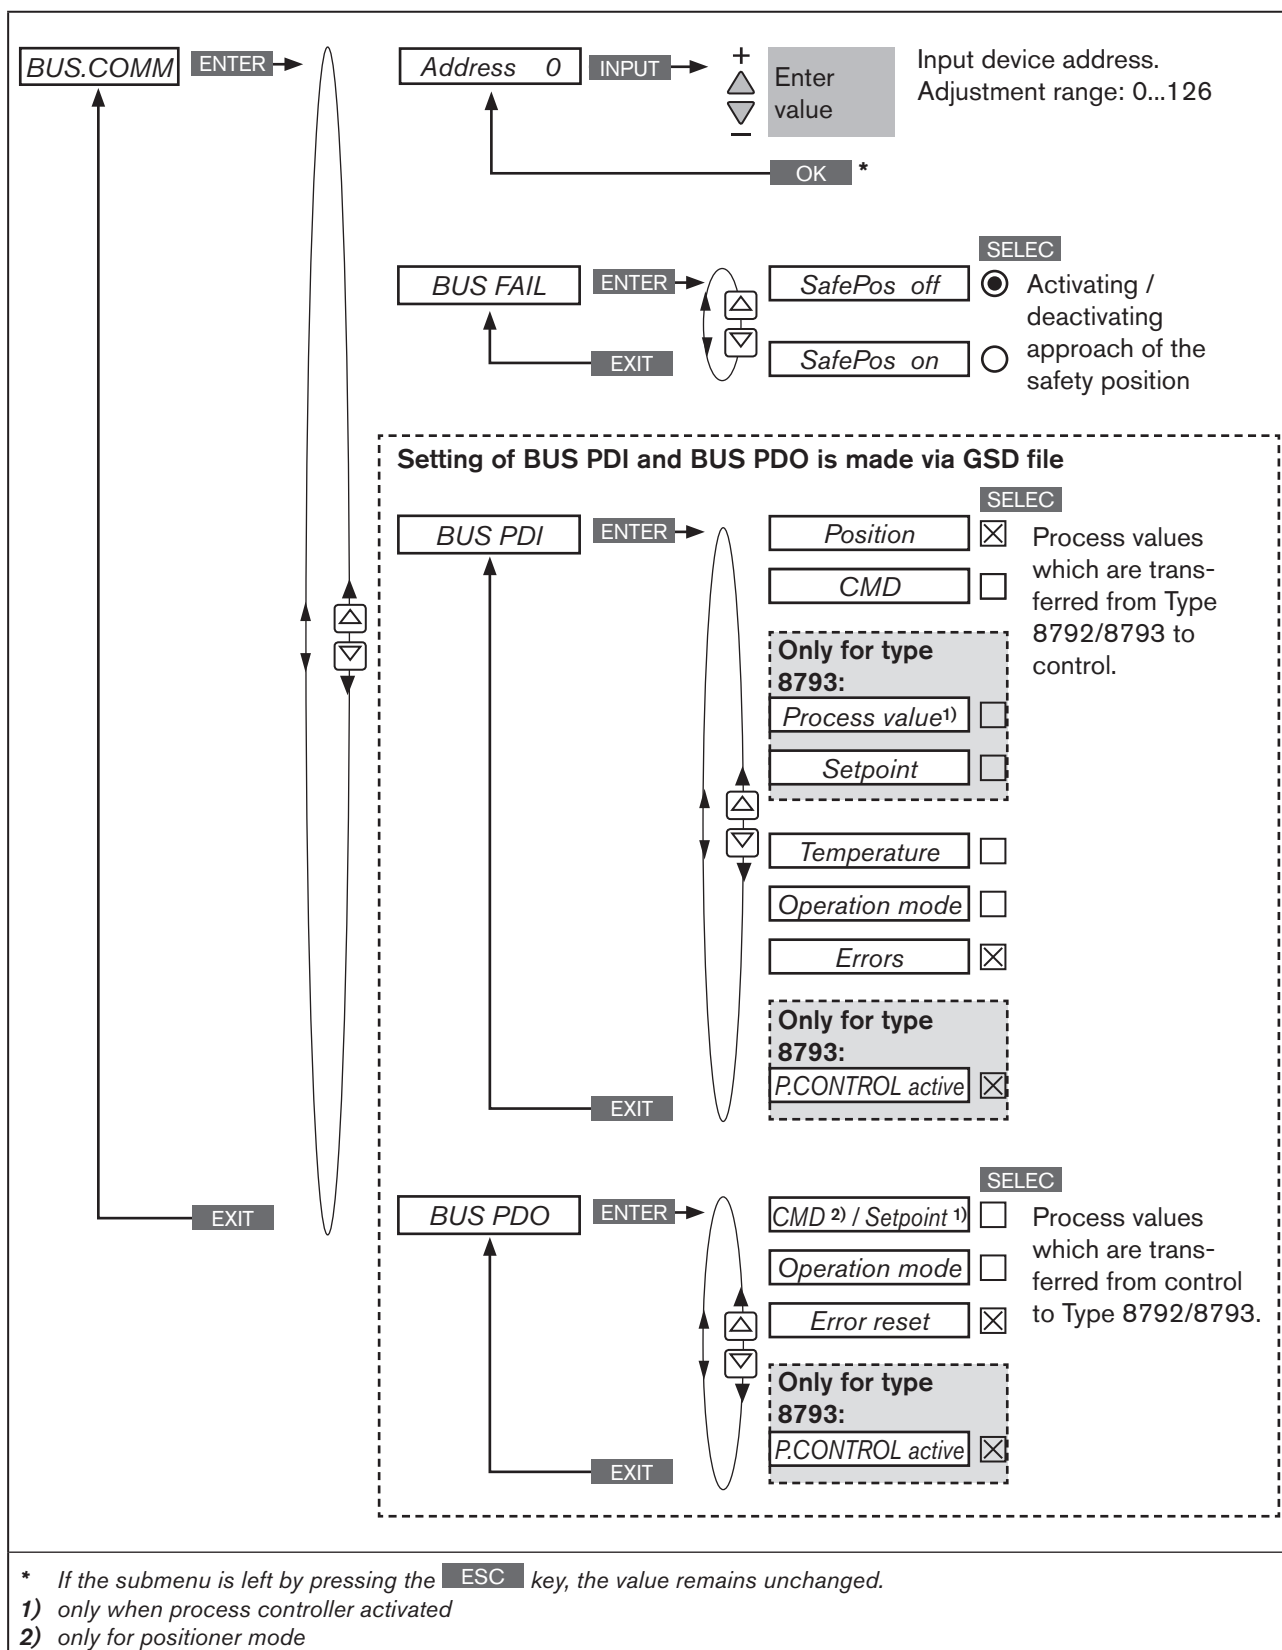 BUS.COMM ENTER
Address 0 INPUT
+
−
Enter
value
Input device address.
Adjustment range: 0...126
OK *
BUS FAIL ENTER
EXIT
SELEC
SafePos off
SafePos on
Activating /
deactivating
approach of the
safety position
Setting of BUS PDI and BUS PDO is made via GSD file
BUS PDI ENTER
SELEC
Position
CMD
Only for type
8793:
Process value1)
Setpoint
Temperature
Operation mode
Errors
Only for type
8793:
P.CONTROL active
Process values
which are trans-
ferred from Type
8792/8793 to
control.
EXIT
EXIT
BUS PDO ENTER
SELEC
CMD 2) / Setpoint 1)
Operation mode
Error reset
Only for type
8793:
P.CONTROL active
Process values
which are trans-
ferred from control
to Type 8792/8793.
EXIT
* If the submenu is left by pressing the ESC key, the value remains unchanged.
1) only when process controller activated
2) only for positioner mode